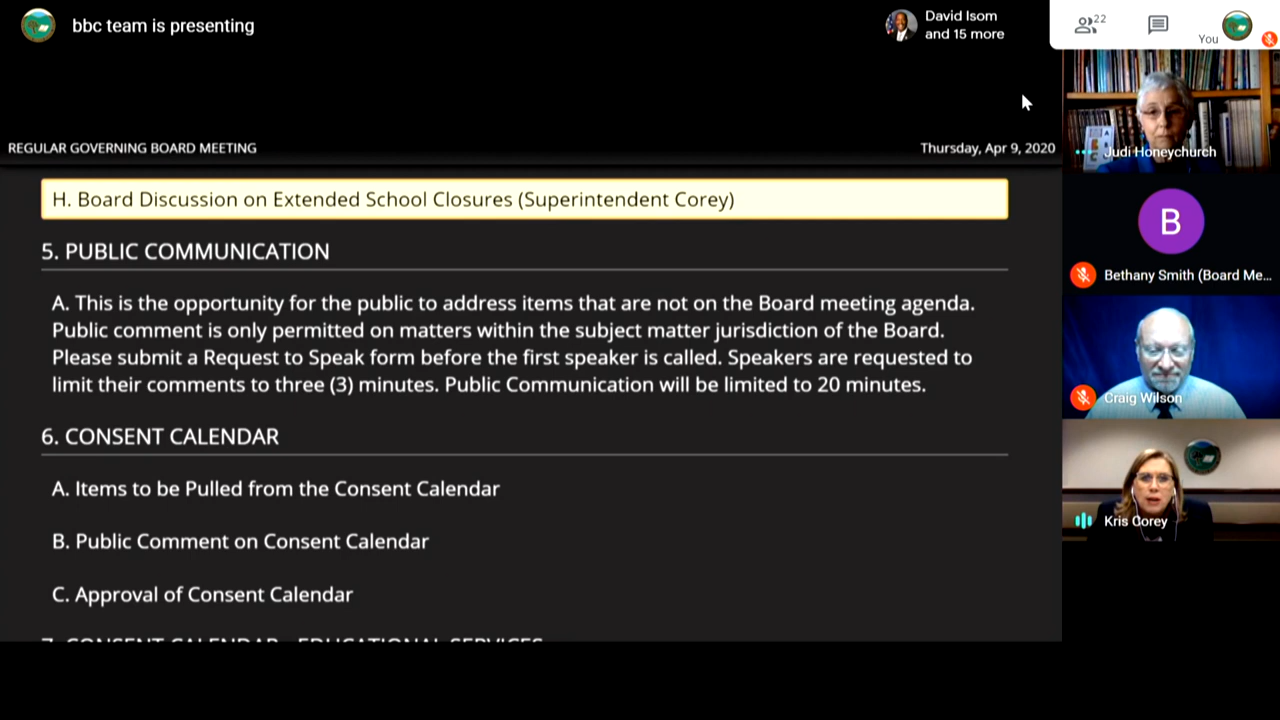 bbc team is presenting
David Isom
and 15 more
22
You
REGULAR GOVERNING BOARD MEETING
Thursday, Apr 9, 2020
H. Board Discussion on Extended School Closures (Superintendent Corey)
5. PUBLIC COMMUNICATION
A. This is the opportunity for the public to address items that are not on the Board meeting agenda.
Public comment is only permitted on matters within the subject matter jurisdiction of the Board.
Please submit a Request to Speak form before the first speaker is called. Speakers are requested to
limit their comments to three (3) minutes. Public Communication will be limited to 20 minutes.
6. CONSENT CALENDAR
A. Items to be Pulled from the Consent Calendar
B. Public Comment on Consent Calendar
C. Approval of Consent Calendar
7. CONSENT CALENDAR - EDUCATIONAL SERVICES
Judi Honeychurch
B
Bethany Smith (Board Me...
Craig Wilson
Kris Corey